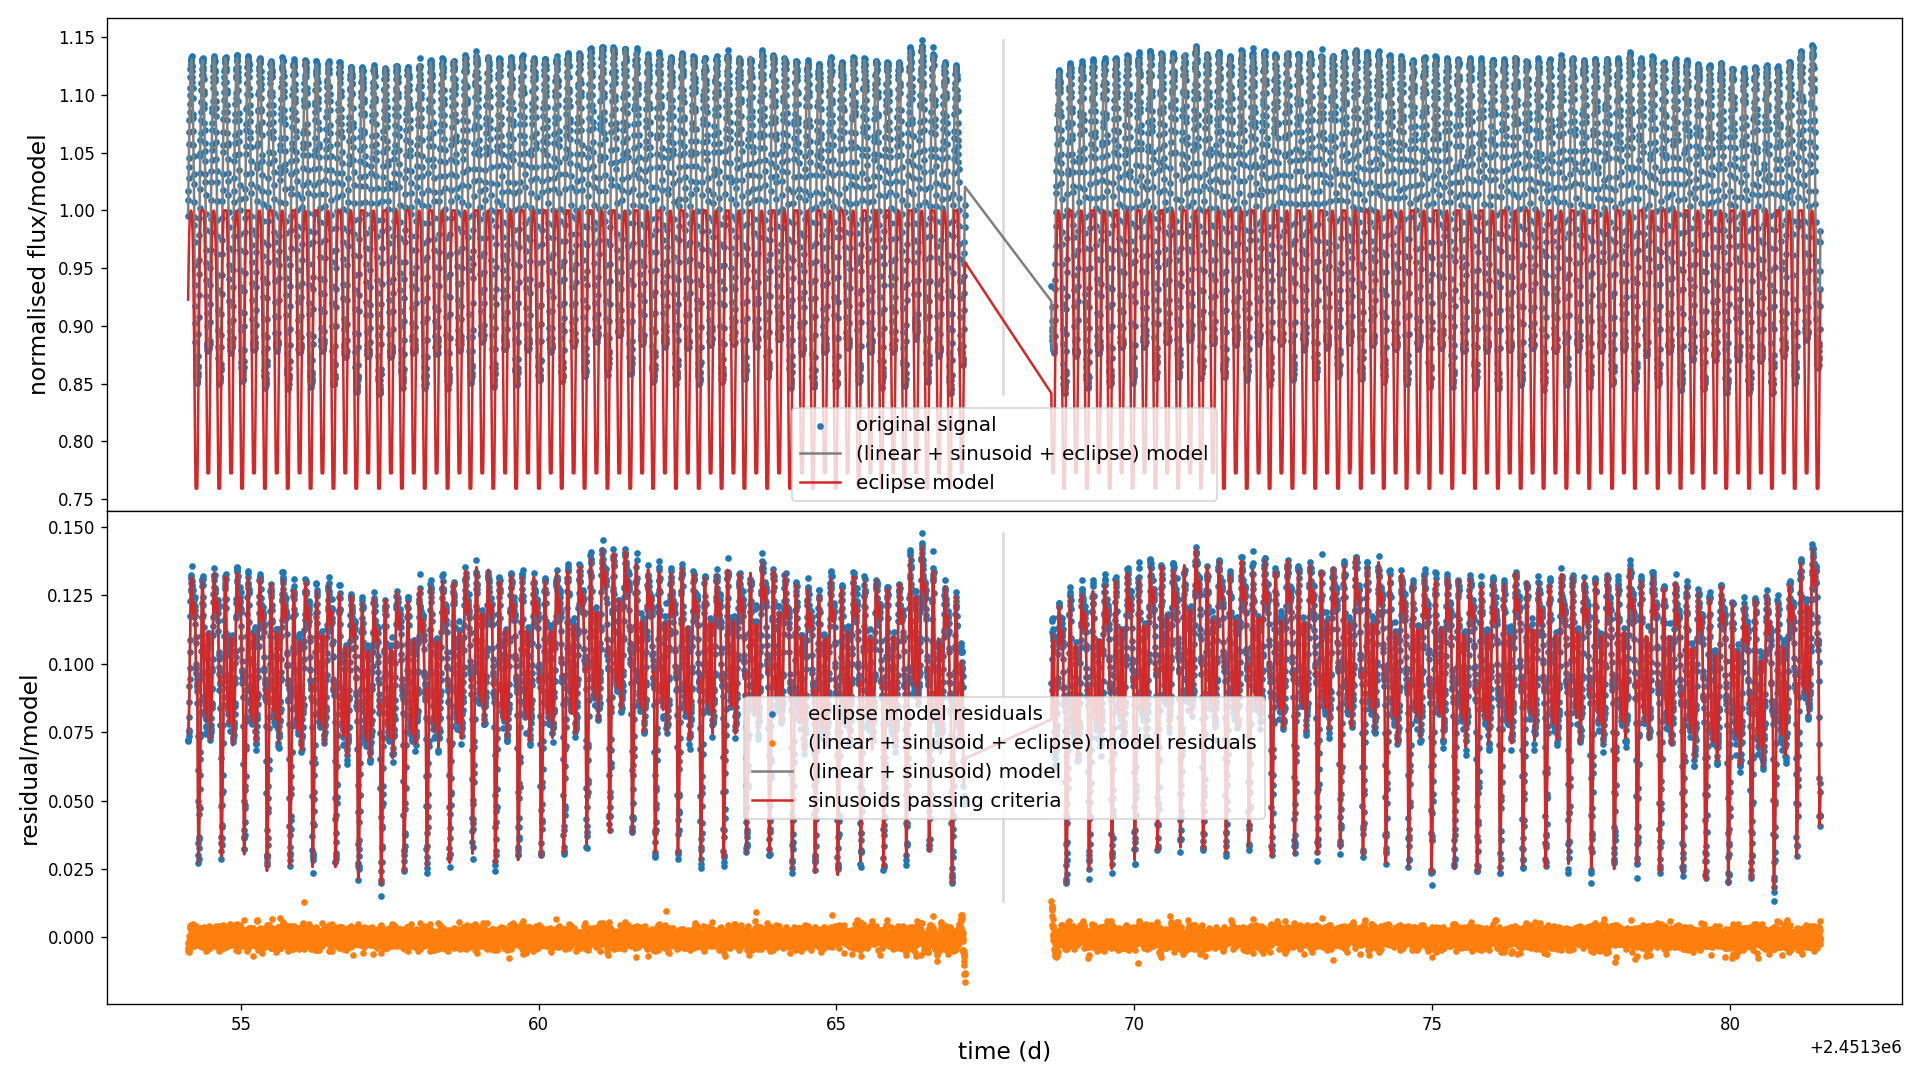 normalised flux/model
1.15
1.10
1.05
1.00
0.95
0.90
0.85
0.80
0.75
original signal
(linear + sinusoid + eclipse) model
eclipse model
residual/model
0.150
0.125
0.100
0.075
0.050
0.025
0.000
eclipse model residuals
(linear + sinusoid + eclipse) model residuals
(linear + sinusoid) model
sinusoids passing criteria
55 60 65 70 75 80
time (d)
+2.4513e6